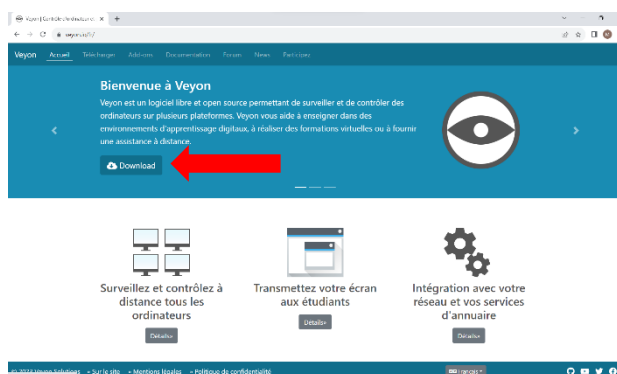 Veyon | Contrôle d'ordinateur
veyon.io/fr/
Veyon Accueil Télécharger Add-ons Documentation Forum News Participez
Bienvenue à Veyon
Veyon est un logiciel libre et open source permettant de surveiller et de contrôler des
ordinateurs sur plusieurs plateformes. Veyon vous aide à enseigner dans des
environnements d'apprentissage digitaux, à réaliser des formations virtuelles ou à fournir
une assistance à distance.
Download
Surveillez et contrôlez à
distance tous les
ordinateurs
Détails»
Transmettez votre écran
aux étudiants
Détails»
Intégration avec votre
réseau et vos services
d'annuaire
Détails»
Veyon Solutions • Sur le site • Mentions légales • Politique de confidentialité
Français